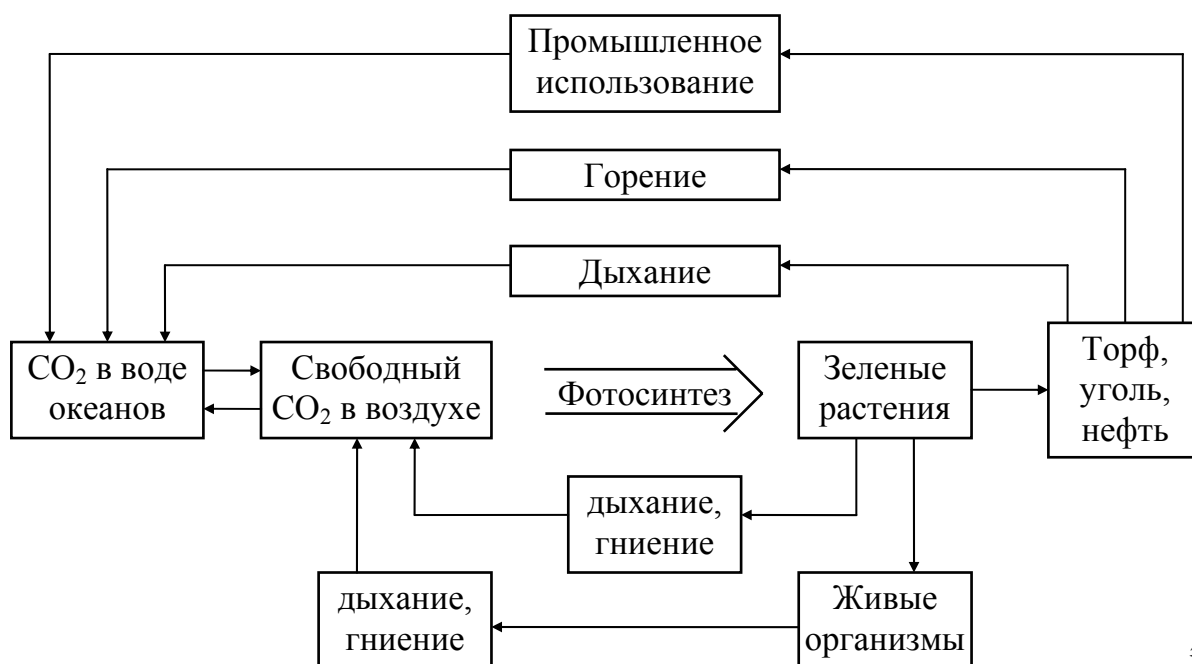 Промышленное
использование
Горение
Дыхание
CO₂ в воде
океанов
Свободный
CO₂ в воздухе
Фотосинтез
Зеленые
растения
Торф,
уголь,
нефть
дыхание,
гниение
дыхание,
гниение
Живые
организмы